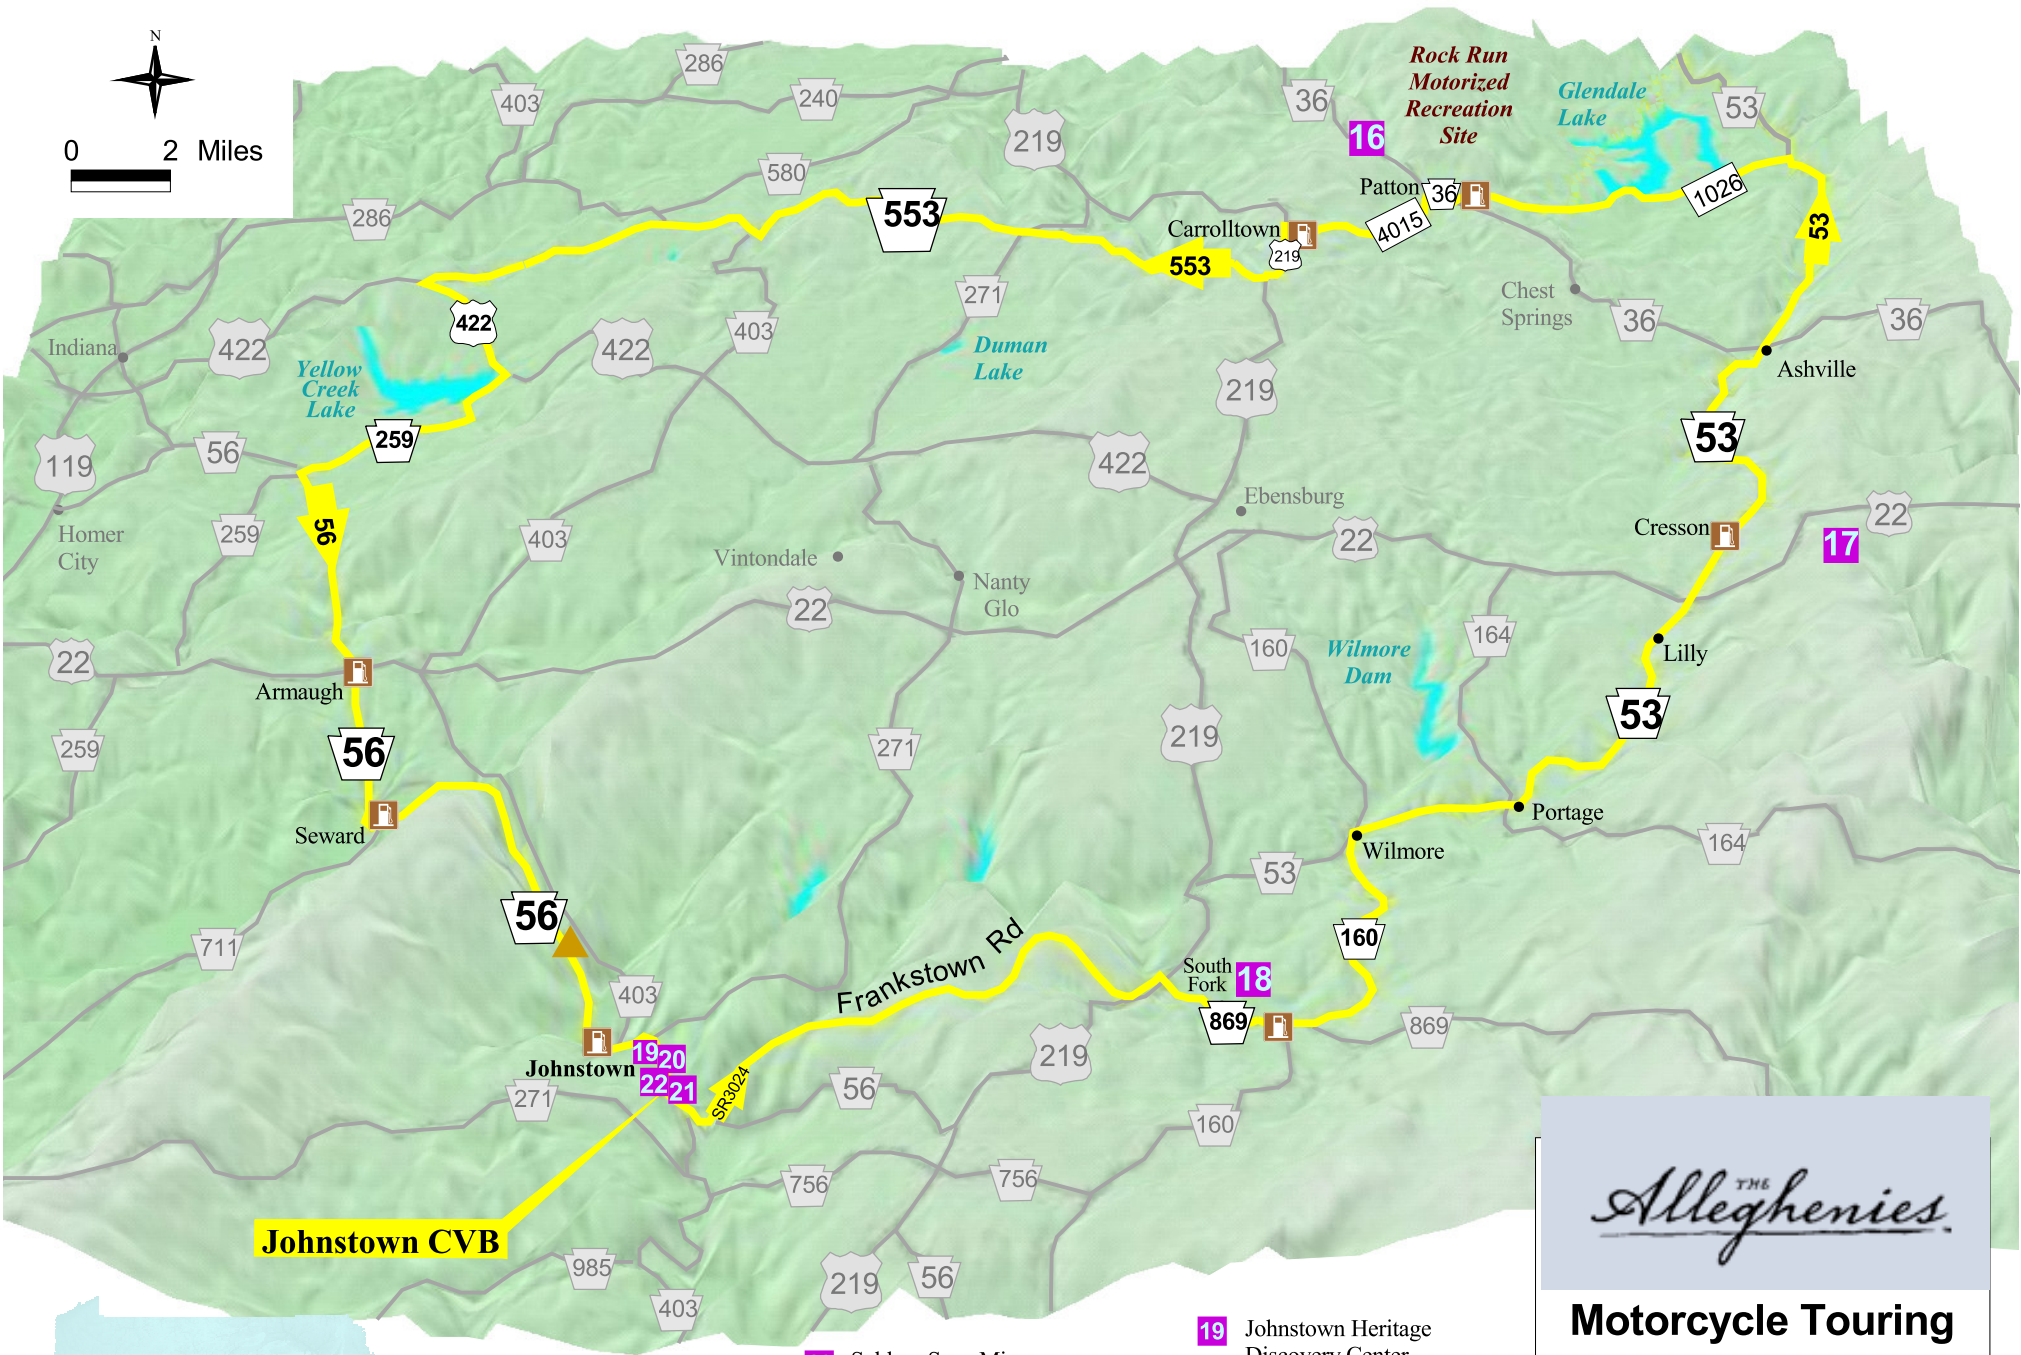 N
0 2 Miles
286
403
240
219
36
Rock Run
Motorized
Recreation
Site
Glendale
Lake
53
16
580
Patton
36
1026
286
553
Carrolltown
219
4015
53
553
271
Chest
Springs
36
36
422
403
422
422
Indiana
Duman
Lake
Yellow
Creek
Lake
219
Ashville
259
53
119
56
422
Ebensburg
Homer
City
259
56
403
22
Cresson
22
17
Vintondale
Nanty
Glo
22
160
Wilmore
Dam
164
Lilly
22
Armaugh
53
259
56
271
219
Portage
Seward
Wilmore
164
53
56
711
160
Frankstown Rd
South
Fork
18
403
869
869
Johnstown
19
20
22
21
SR3024
219
56
271
160
756
756
Johnstown CVB
985
219
56
403
THE
Alleghenies
Motorcycle Touring
19 Johnstown Heritage
Discovery Center